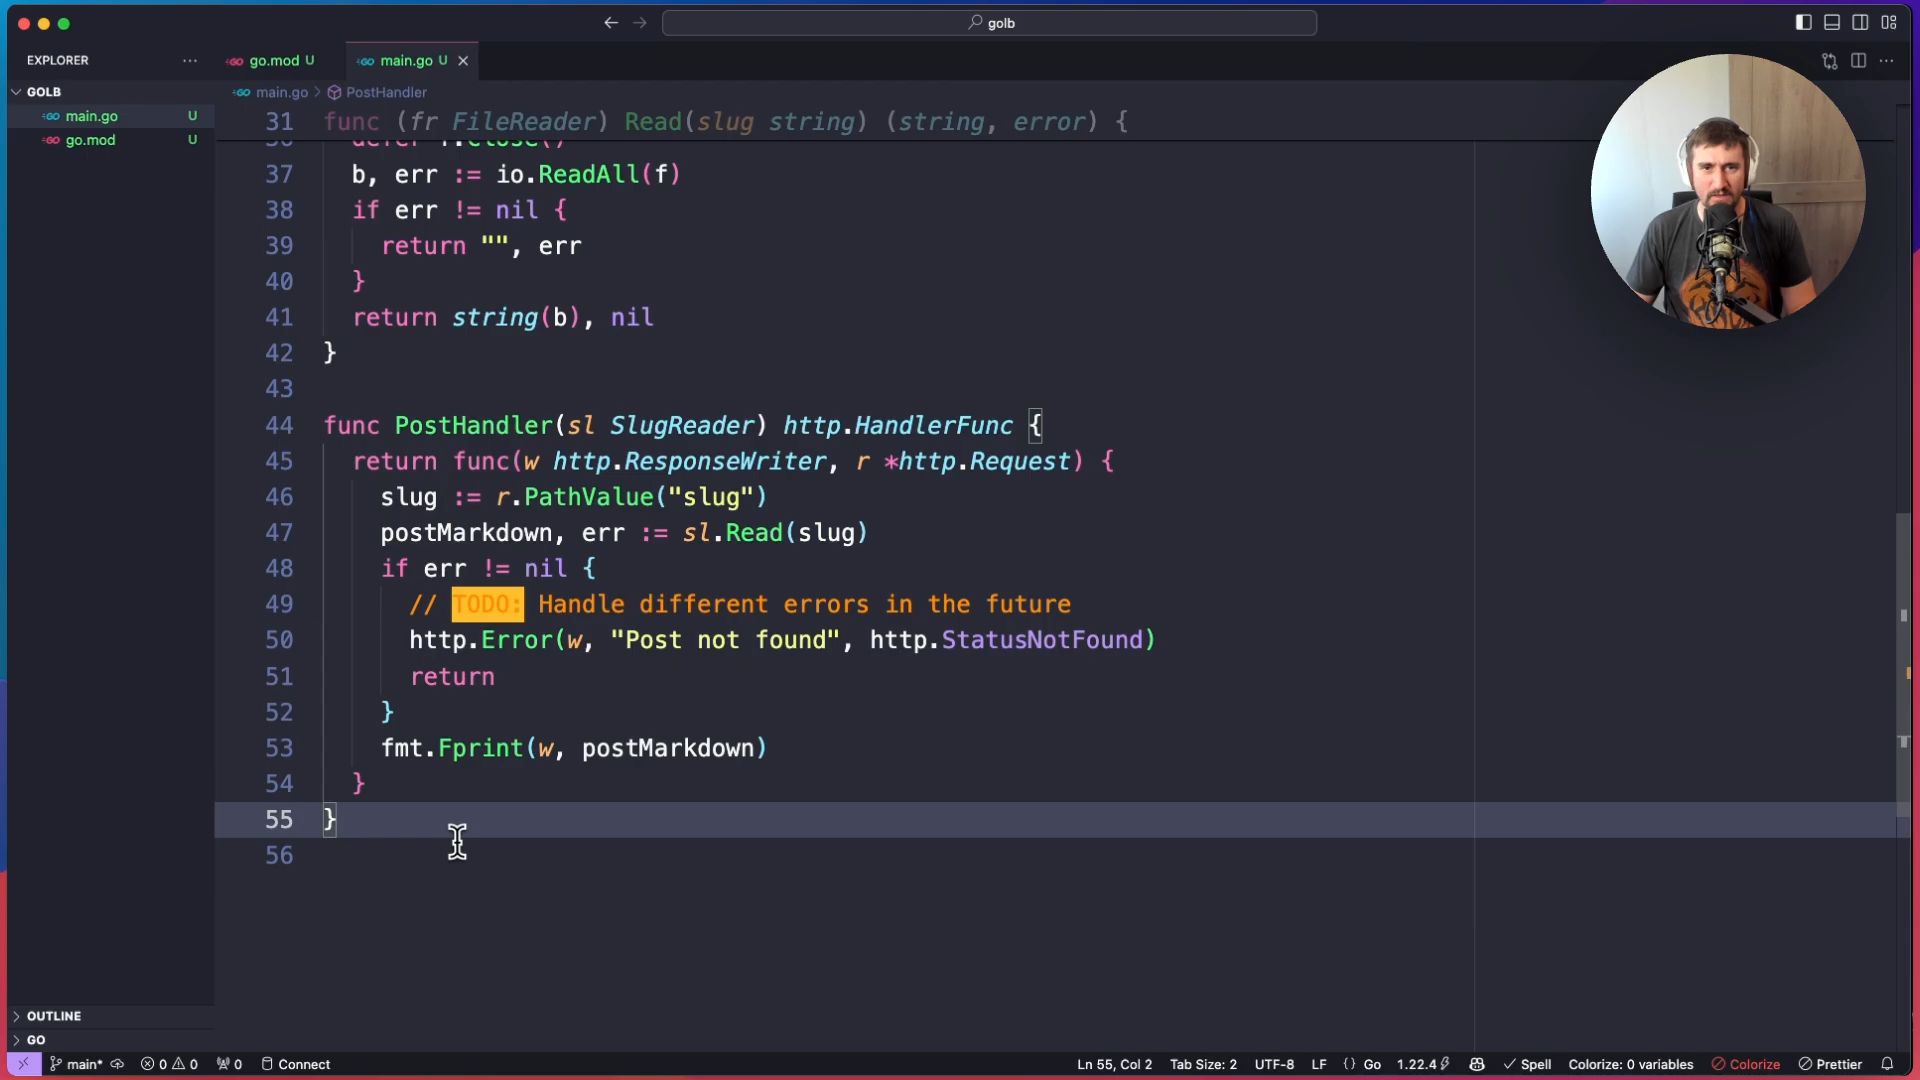 golb
EXPLORER
go.mod U
main.go U
GOLB
main.go U
go.mod U
main.go > PostHandler
31 func (fr FileReader) Read(slug string) (string, error) {
defer f.Close()
37 b, err := io.ReadAll(f)
38 if err != nil {
39 return "", err
40 }
41 return string(b), nil
42 }
43
44 func PostHandler(sl SlugReader) http.HandlerFunc {
45 return func(w http.ResponseWriter, r *http.Request) {
46 slug := r.PathValue("slug")
47 postMarkdown, err := sl.Read(slug)
48 if err != nil {
49 // TODO: Handle different errors in the future
50 http.Error(w, "Post not found", http.StatusNotFound)
51 return
52 }
53 fmt.Fprint(w, postMarkdown)
54 }
55 }
56
OUTLINE
GO
main* 0 0 0 Connect Ln 55, Col 2 Tab Size: 2 UTF-8 LF {} Go 1.22.4 Spell Colorize: 0 variables Colorize Prettier